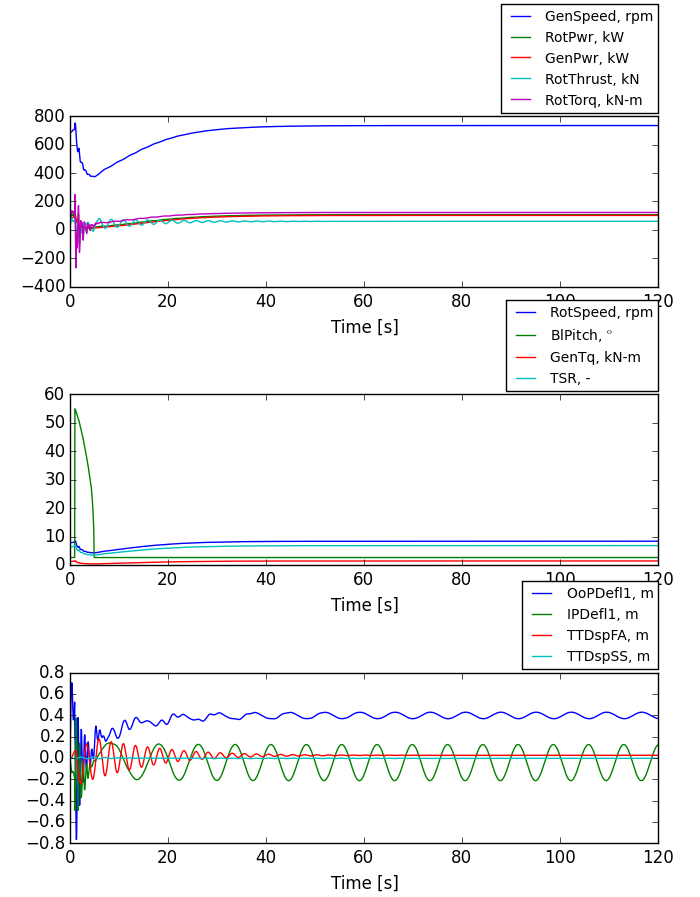 GenSpeed, rpm
RotPwr, kW
GenPwr, kW
RotThrust, kN
RotTorq, kN-m
800
600
400
200
0
−200
−400
0 20 40 60 80 100 120
Time [s]
RotSpeed, rpm
BlPitch, °
GenTq, kN-m
TSR, -
60
50
40
30
20
10
0
0 20 40 60 80 100 120
Time [s]
OoPDefl1, m
IPDefl1, m
TTDspFA, m
TTDspSS, m
0.8
0.6
0.4
0.2
0.0
−0.2
−0.4
−0.6
−0.8
0 20 40 60 80 100 120
Time [s]